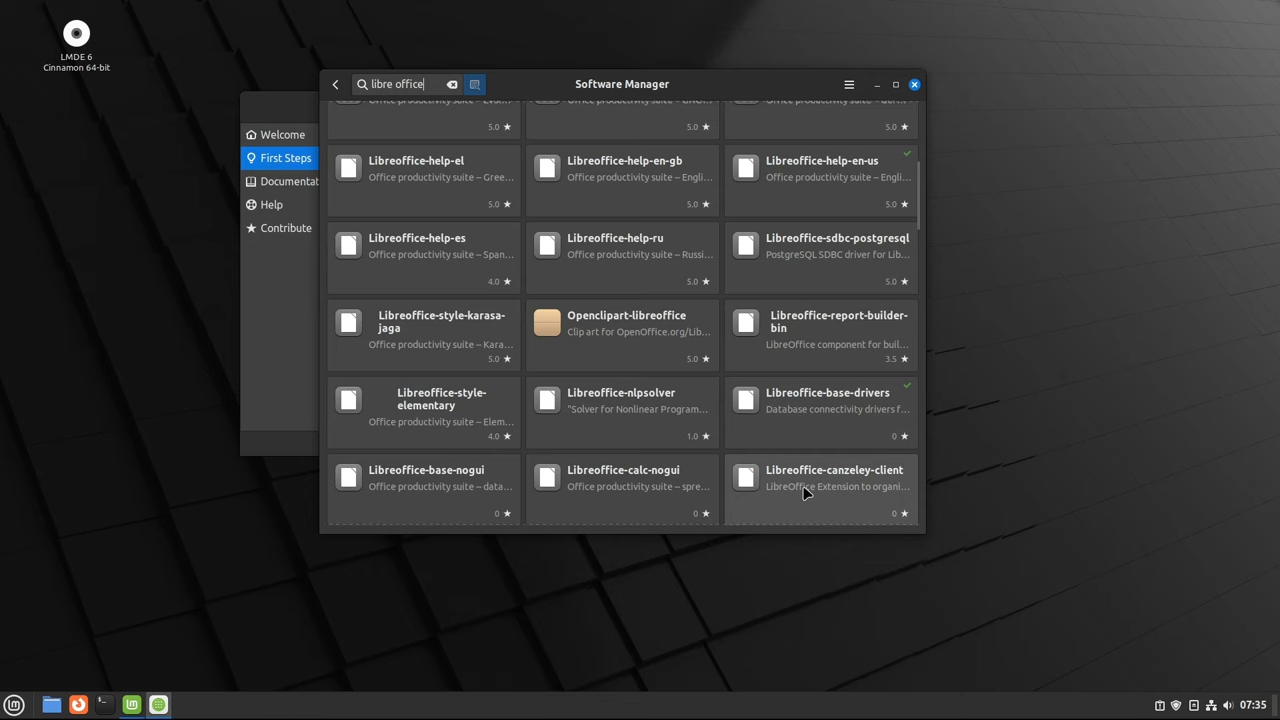 LMDE 6
Cinnamon 64-bit
libre office
Software Manager
5.0 ★
5.0 ★
5.0 ★
Welcome
First Steps
Documentat
Help
Contribute
Libreoffice-help-el
Office productivity suite – Gree...
5.0 ★
Libreoffice-help-en-gb
Office productivity suite – Engli...
5.0 ★
Libreoffice-help-en-us
Office productivity suite – Engli...
5.0 ★
Libreoffice-help-es
Office productivity suite – Span...
4.0 ★
Libreoffice-help-ru
Office productivity suite – Russi...
5.0 ★
Libreoffice-sdbc-postgresql
PostgreSQL SDBC driver for Lib...
5.0 ★
Libreoffice-style-karasa-
jaga
Office productivity suite – Kara...
5.0 ★
Openclipart-libreoffice
Clip art for OpenOffice.org/Lib...
5.0 ★
Libreoffice-report-builder-
bin
LibreOffice component for buil...
3.5 ★
Libreoffice-style-
elementary
Office productivity suite – Elem...
4.0 ★
Libreoffice-nlpsolver
"Solver for Nonlinear Program...
1.0 ★
Libreoffice-base-drivers
Database connectivity drivers f...
0 ★
Libreoffice-base-nogui
Office productivity suite – data...
0 ★
Libreoffice-calc-nogui
Office productivity suite – spre...
0 ★
Libreoffice-canzeley-client
LibreOffice Extension to organi...
0 ★
07:35